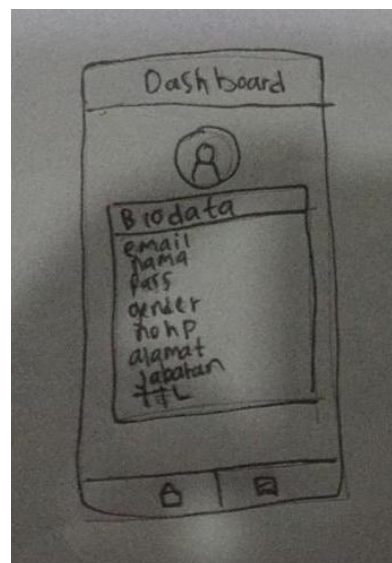 Dashboard
Biodata
email
nama
pass
gender
no hp
alamat
jabatan
TTL